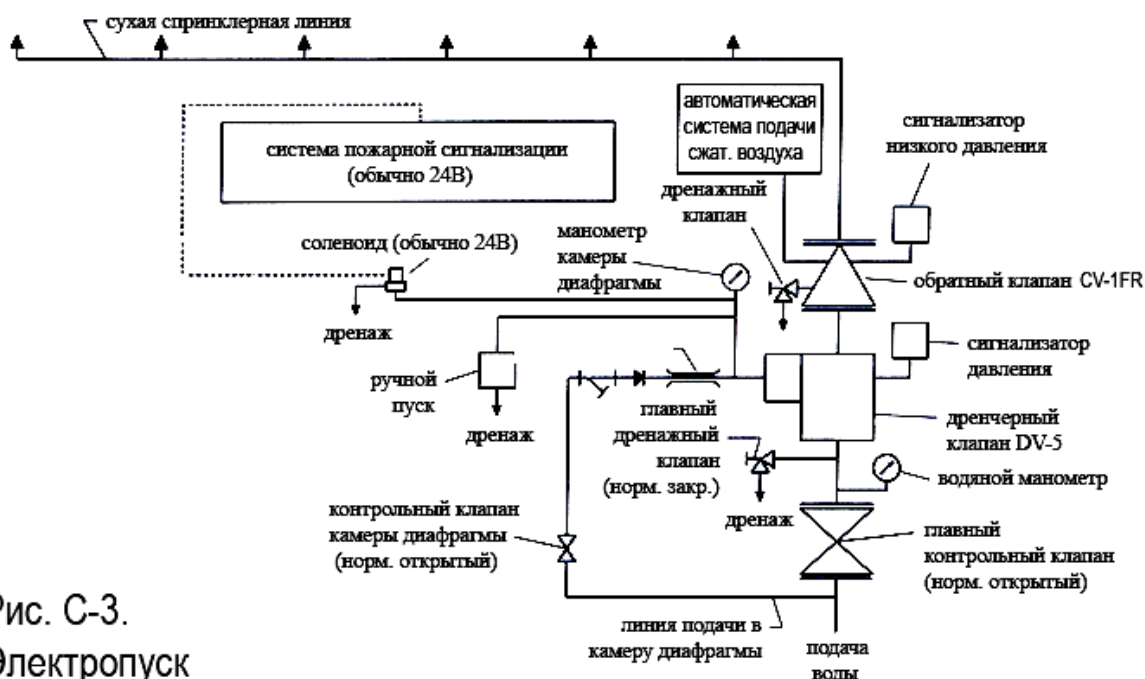 сухая спринклерная линия
автоматическая
система подачи
сжат. воздуха
сигнализатор
низкого давления
система пожарной сигнализации
(обычно 24В)
дренажный
клапан
соленоид (обычно 24В)
манометр
камеры
диафрагмы
обратный клапан CV-1FR
дренаж
сигнализатор
давления
ручной
пуск
дренаж
главный
дренажный
клапан
(норм. закр.)
дренчерный
клапан DV-5
водяной манометр
дренаж
контрольный клапан
камеры диафрагмы
(норм. открытый)
главный
контрольный клапан
(норм. открытый)
Рис. С-3.
Электропуск
линия подачи в
камеру диафрагмы
подача
воды